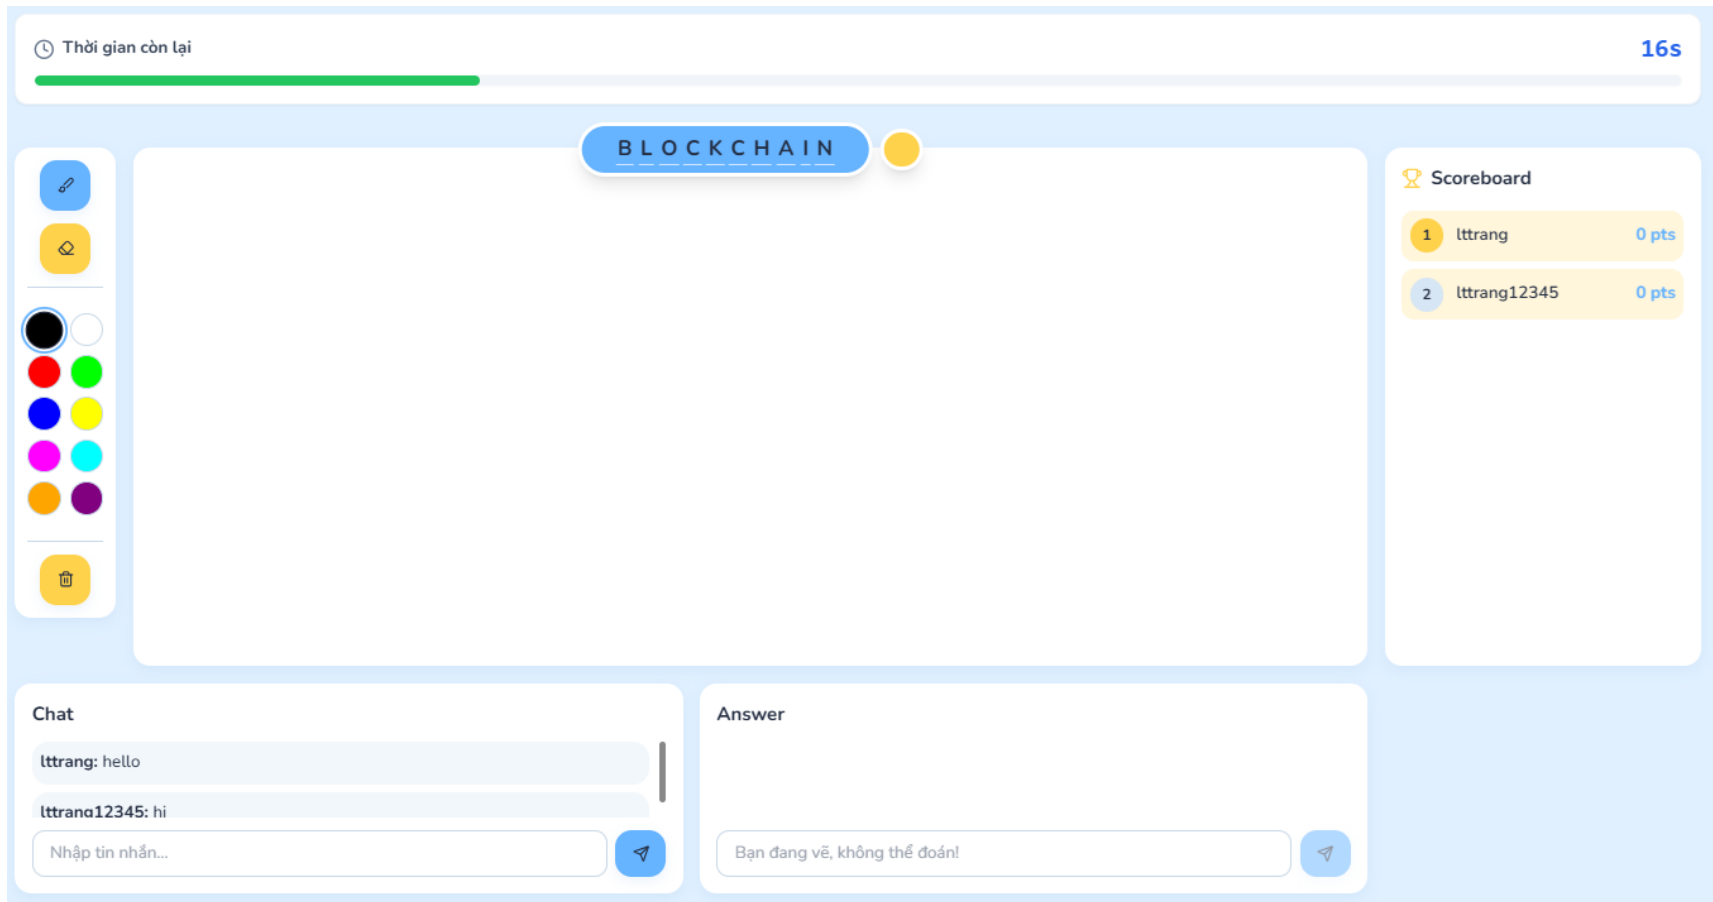 Thời gian còn lại
16s
BLOCKCHAIN
Scoreboard
1 lttrang 0 pts
2 lttrang12345 0 pts
Chat
lttrang: hello
lttrang12345: hi
Nhập tin nhắn...
Answer
Bạn đang vẽ, không thể đoán!